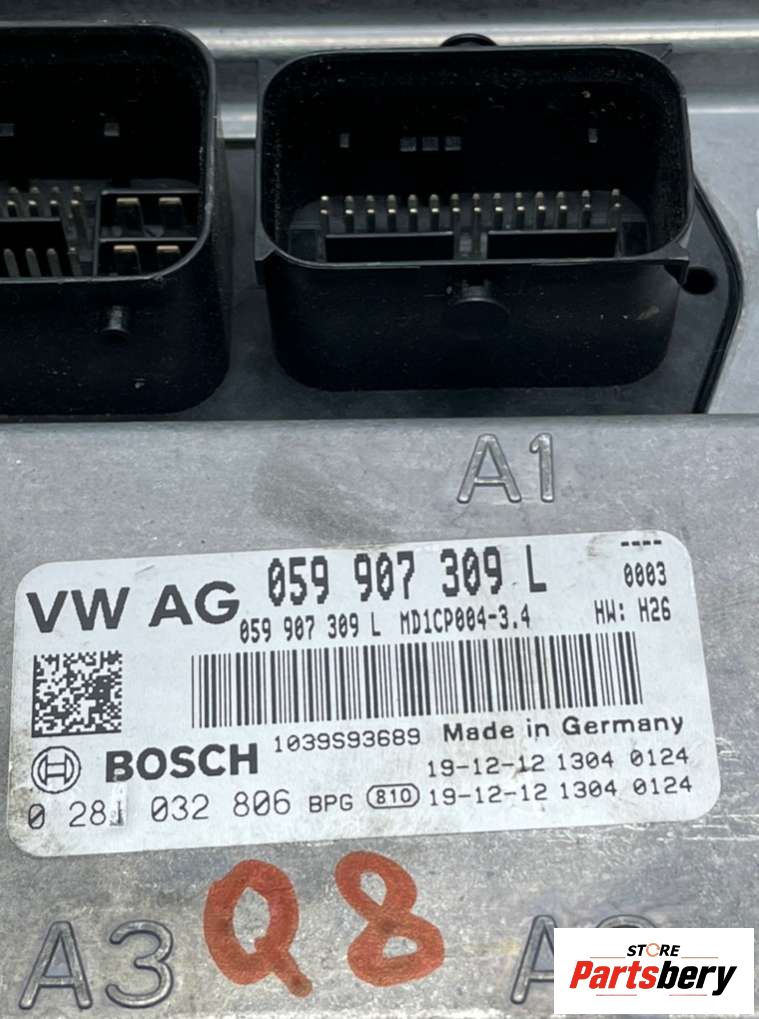 A1
VW AG 059 907 309 L ----
0003
059 907 309 L MD1CP004-3.4 HW: H26
1039S93689 Made in Germany
BOSCH 19-12-12 1304 0124
0 281 032 806 BPG 810 19-12-12 1304 0124
Q8
A3
STORE
Partsbery